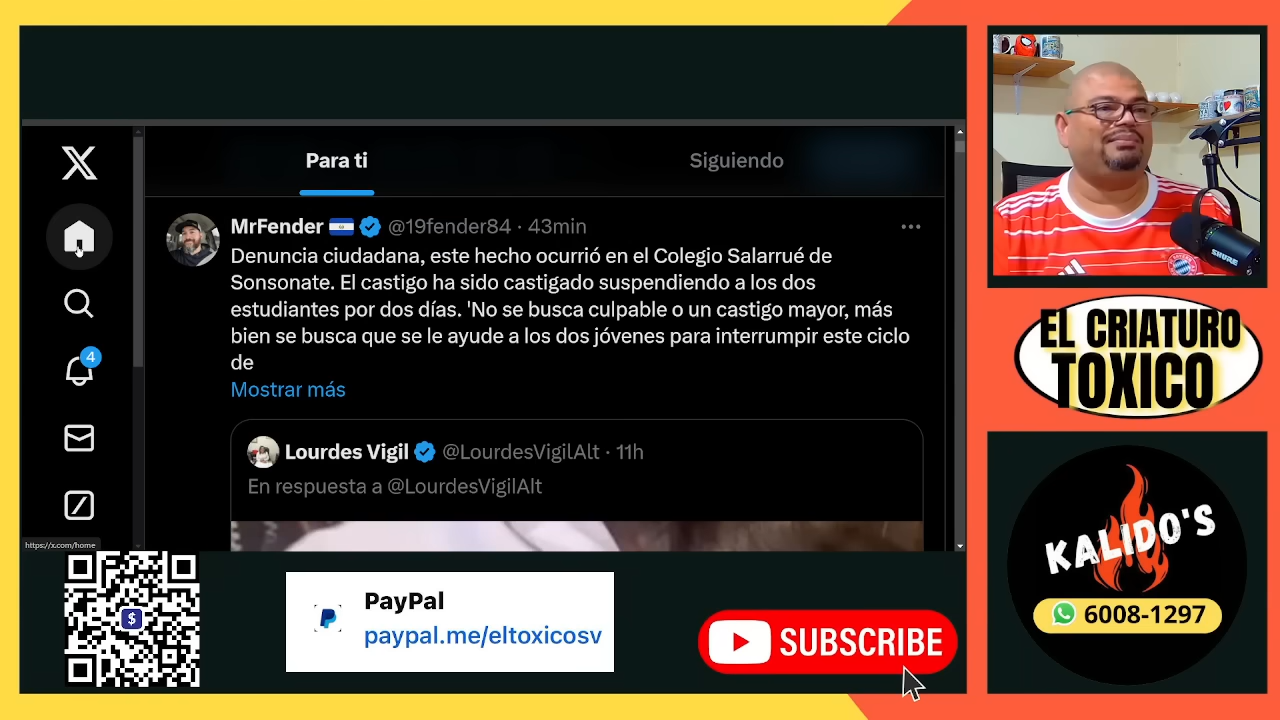 Para ti
Siguiendo
MrFender @19fender84 · 43min
Denuncia ciudadana, este hecho ocurrió en el Colegio Salarrué de
Sonsonate. El castigo ha sido castigado suspendiendo a los dos
estudiantes por dos días. 'No se busca culpable o un castigo mayor, más
bien se busca que se le ayude a los dos jóvenes para interrumpir este ciclo
de
Mostrar más
4
Lourdes Vigil @LourdesVigilAlt · 11h
En respuesta a @LourdesVigilAlt
https://x.com/home
$
PayPal
paypal.me/eltoxicosv
SUBSCRIBE
SHURE
EL CRIATURO
TOXICO
KALIDO'S
6008-1297